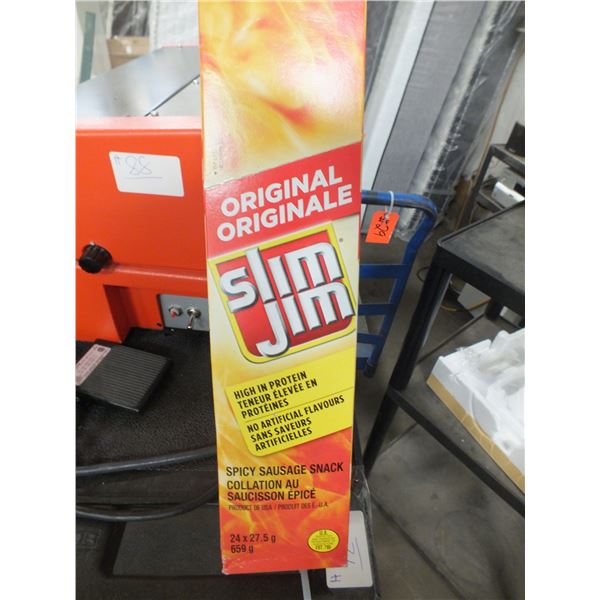 #88
ORIGINAL
ORIGINALE
slim
jim
HIGH IN PROTEIN
TENEUR ÉLEVÉE EN
PROTÉINES
NO ARTIFICIAL FLAVOURS
SANS SAVEURS
ARTIFICIELLES
SPICY SAUSAGE SNACK
COLLATION AU
SAUCISSON ÉPICÉ
PRODUCT OF USA / PRODUIT DES É.-U.A.
24 x 27.5 g
659 g